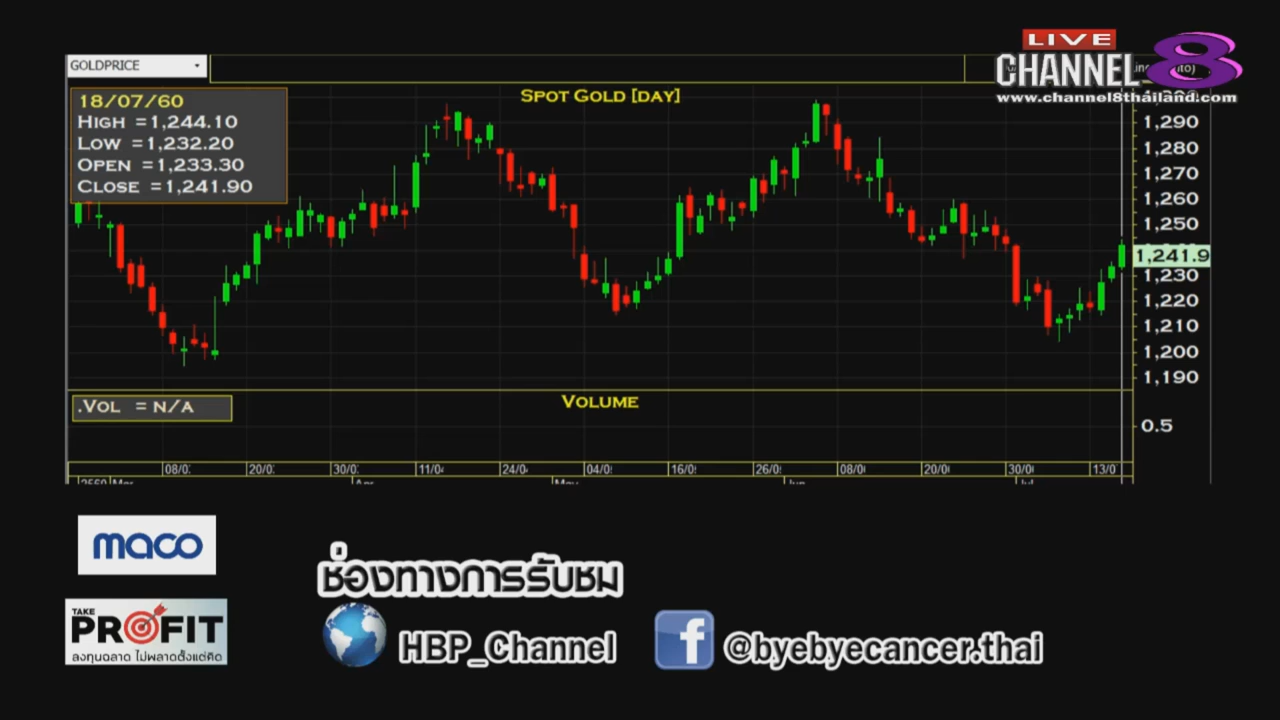 LIVE
CHANNEL 8
www.channel8thailand.com
GOLDPRICE
SPOT GOLD [DAY]
18/07/60
HIGH =1,244.10
LOW =1,232.20
OPEN =1,233.30
CLOSE =1,241.90
1,290
1,280
1,270
1,260
1,250
1,241.9
1,230
1,220
1,210
1,200
1,190
.VOL = N/A
VOLUME
0.5
08/0 20/0 30/0 11/0 24/0 04/0 16/0 26/0 08/0 20/0 30/0 13/0
2560 Mar Apr May Jun Jul
maco
ช่องทางการรับชม
TAKE
PROFIT
ลงทุนฉลาด ไม่พลาดตั้งแต่คิด
HBP_Channel
@byebyecancer.thai